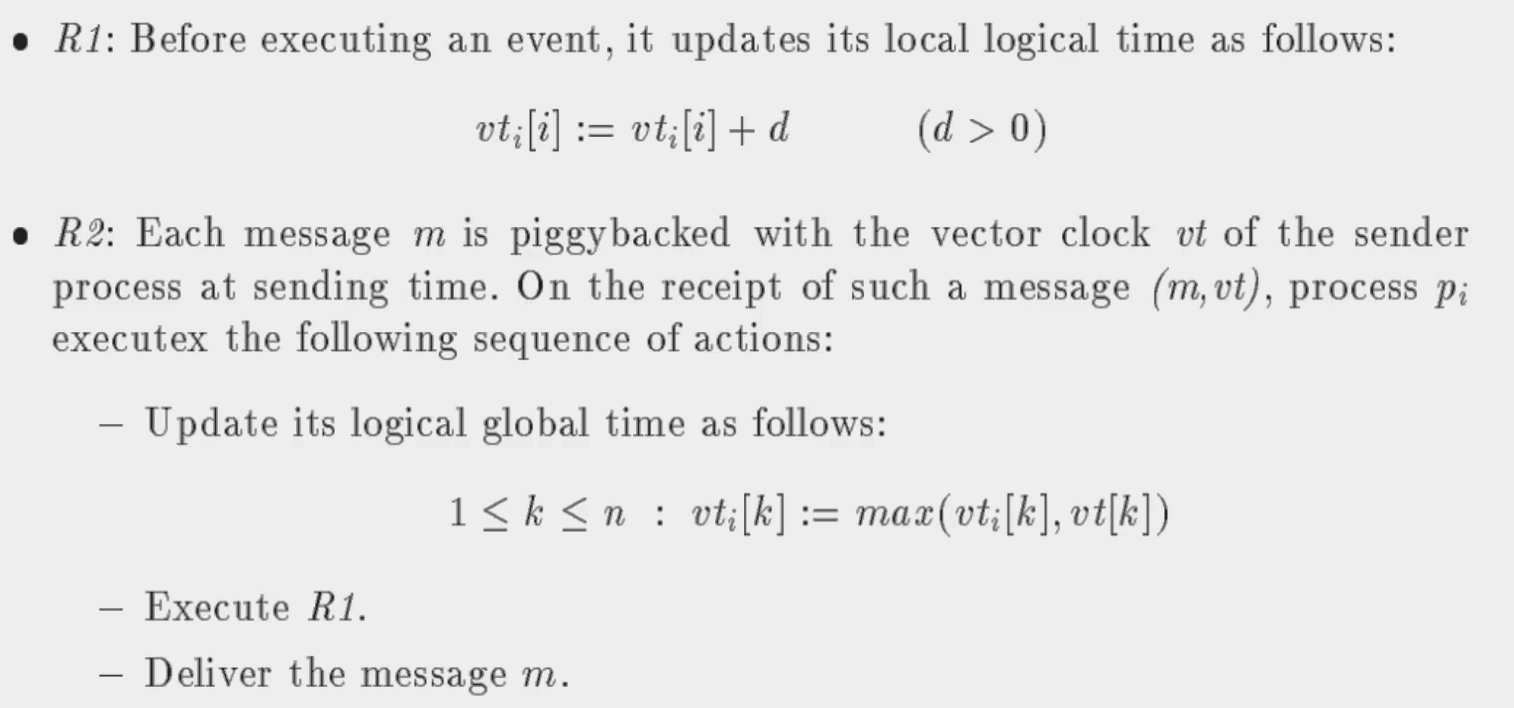 • R1: Before executing an event, it updates its local logical time as follows:
vt_i[i] := vt_i[i] + d (d > 0)
• R2: Each message m is piggybacked with the vector clock vt of the sender
process at sending time. On the receipt of such a message (m, vt), process p_i
executex the following sequence of actions:
– Update its logical global time as follows:
1 ≤ k ≤ n : vt_i[k] := max(vt_i[k], vt[k])
– Execute R1.
– Deliver the message m.